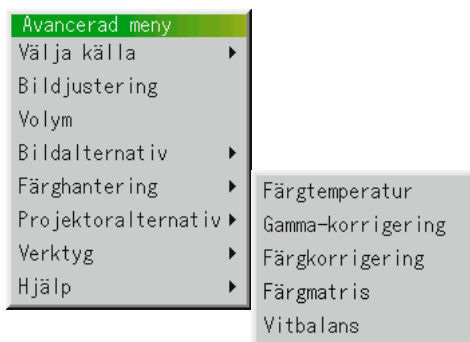 Avancerad meny
Välja källa
Bildjustering
Volym
Bildalternativ
Färghantering
Projektoralternativ
Verktyg
Hjälp
Färgtemperatur
Gamma-korrigering
Färgkorrigering
Färgmatris
Vitbalans